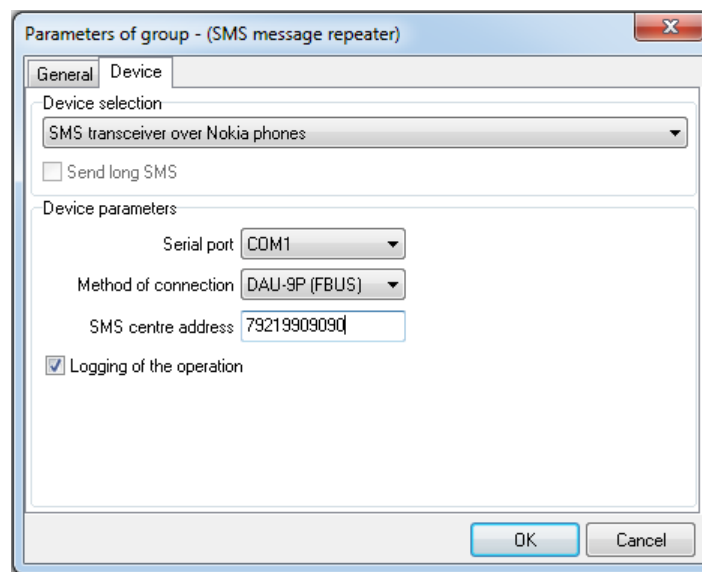 Parameters of group - (SMS message repeater)
General Device
Device selection
SMS transceiver over Nokia phones
Send long SMS
Device parameters
Serial port COM1
Method of connection DAU-9P (FBUS)
SMS centre address 79219909090
Logging of the operation
OK Cancel